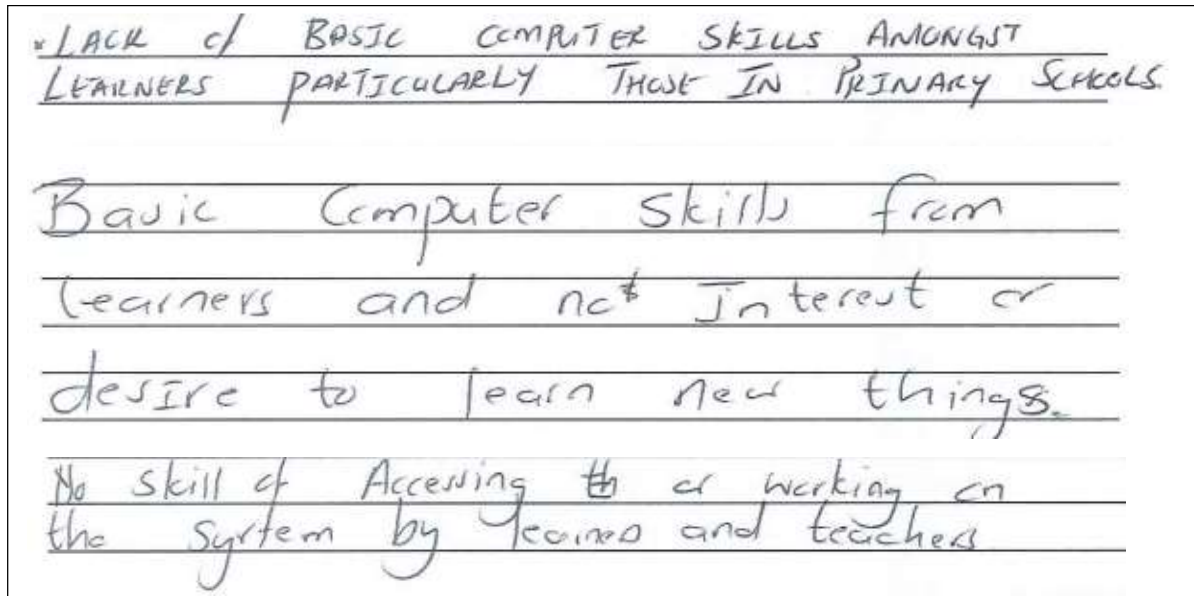 * LACK of BASIC COMPUTER SKILLS AMONGST
LEARNERS PARTICULARLY THOSE IN PRIMARY SCHOOLS.
Basic Computer skills from
learners and not Interest or
desIre to learn new things.
No skill of Accessing or working on
the system by learnes and teachers